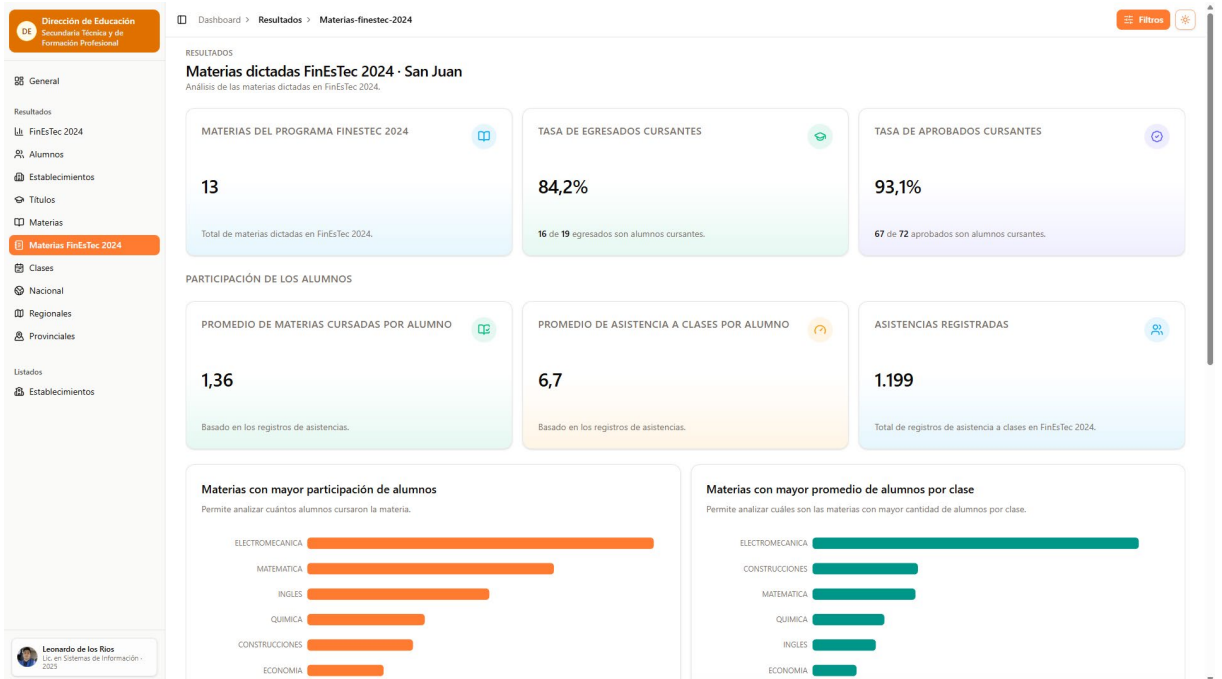 DE
Dirección de Educación
Secundaria Técnica y de
Formación Profesional
General
Resultados
FinEsTec 2024
Alumnos
Establecimientos
Títulos
Materias
Materias FinEsTec 2024
Clases
Nacional
Regionales
Provinciales
Listados
Establecimientos
Leonardo de los Rios
Lic. en Sistemas de Información -
2025
Dashboard > Resultados > Materias-finestec-2024
Filtros
RESULTADOS
Materias dictadas FinEsTec 2024 · San Juan
Análisis de las materias dictadas en FinEsTec 2024.
MATERIAS DEL PROGRAMA FINESTEC 2024
13
Total de materias dictadas en FinEsTec 2024.
TASA DE EGRESADOS CURSANTES
84,2%
16 de 19 egresados son alumnos cursantes.
TASA DE APROBADOS CURSANTES
93,1%
67 de 72 aprobados son alumnos cursantes.
PARTICIPACIÓN DE LOS ALUMNOS
PROMEDIO DE MATERIAS CURSADAS POR ALUMNO
1,36
Basado en los registros de asistencias.
PROMEDIO DE ASISTENCIA A CLASES POR ALUMNO
6,7
Basado en los registros de asistencias.
ASISTENCIAS REGISTRADAS
1.199
Total de registros de asistencia a clases en FinEsTec 2024.
Materias con mayor participación de alumnos
Permite analizar cuántos alumnos cursaron la materia.
ELECTROMECANICA
MATEMATICA
INGLES
QUIMICA
CONSTRUCCIONES
ECONOMIA
Materias con mayor promedio de alumnos por clase
Permite analizar cuáles son las materias con mayor cantidad de alumnos por clase.
ELECTROMECANICA
CONSTRUCCIONES
MATEMATICA
QUIMICA
INGLES
ECONOMIA